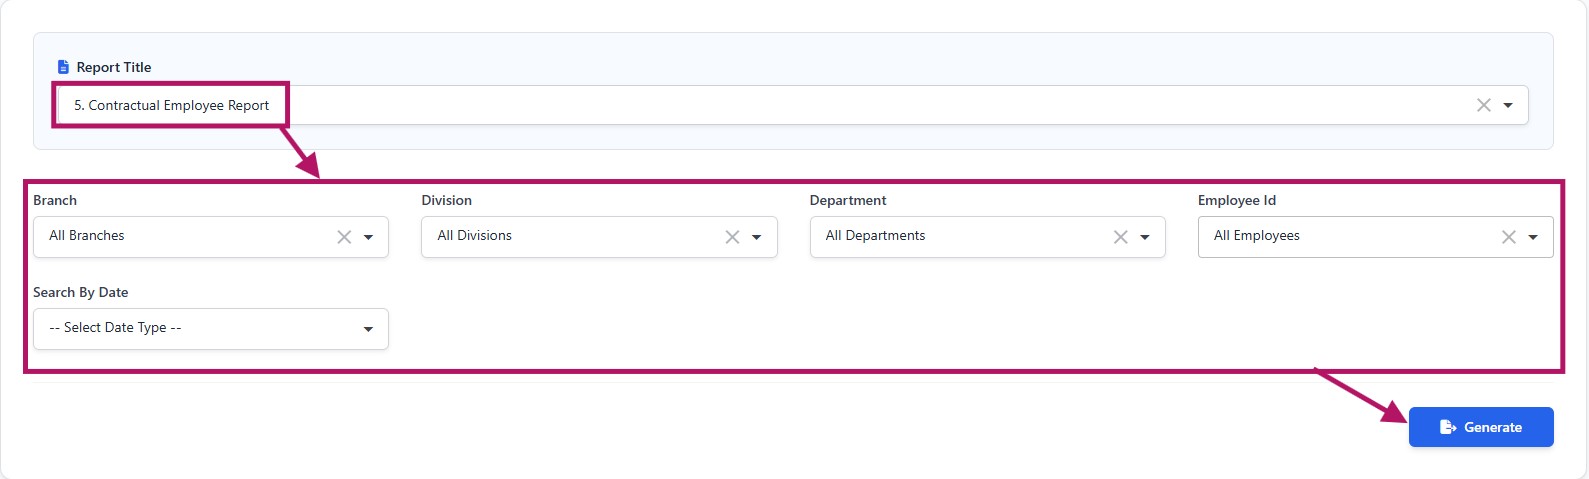 Report Title
5. Contractual Employee Report
Branch Division Department Employee Id
All Branches All Divisions All Departments All Employees
Search By Date
-- Select Date Type --
Generate